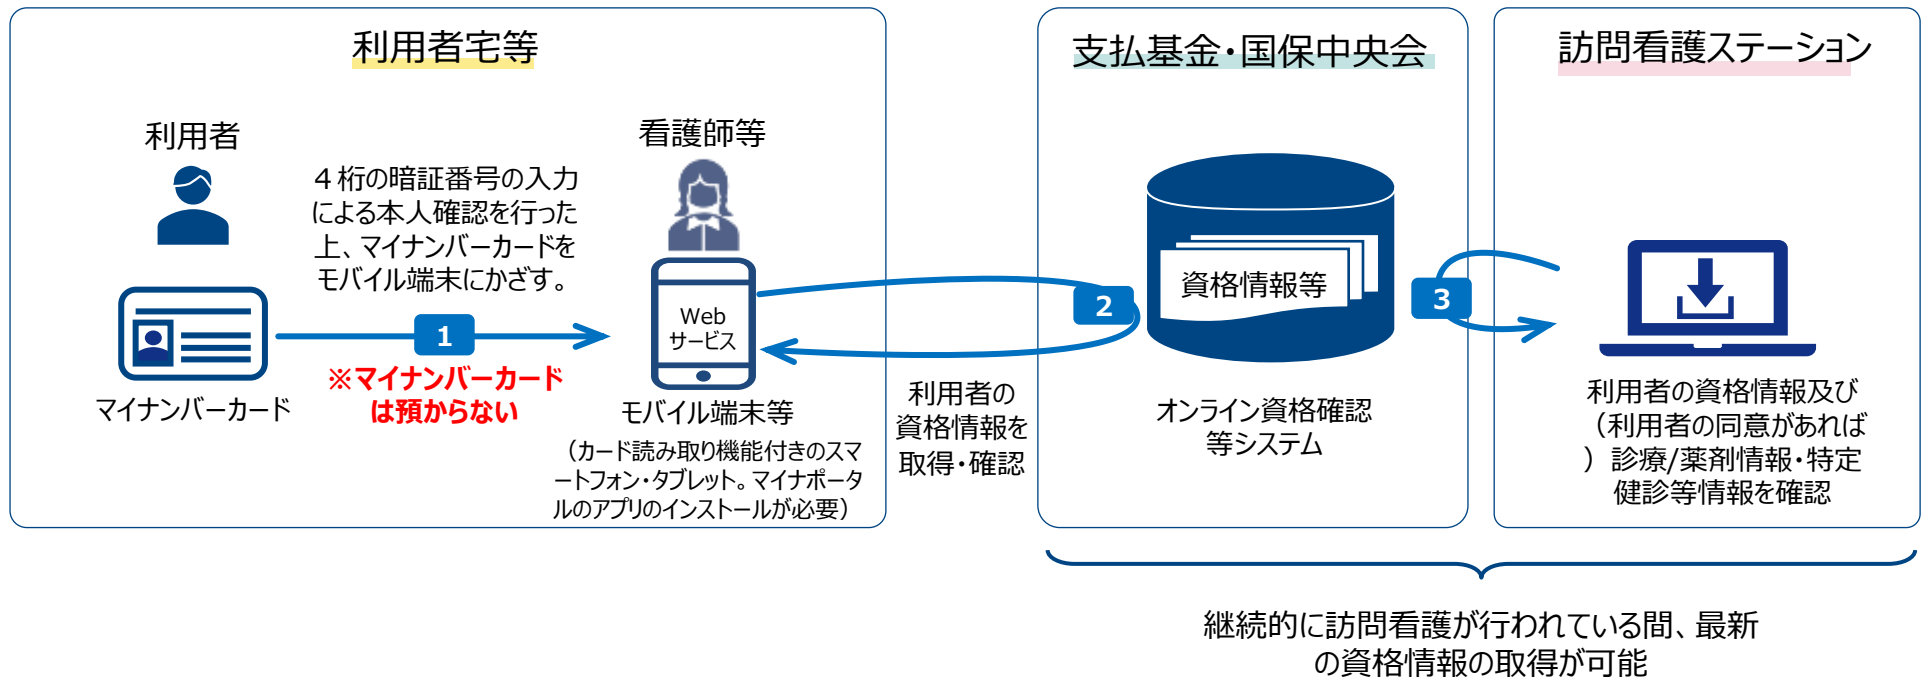 利用者宅等
利用者
看護師等
４桁の暗証番号の入力
による本人確認を行った
上、マイナンバーカードを
モバイル端末にかざす。
1
※マイナンバーカード
は預からない
マイナンバーカード
Web
サービス
モバイル端末等
（カード読み取り機能付きのスマ
ートフォン・タブレット。マイナポータ
ルのアプリのインストールが必要）
2
利用者の
資格情報を
取得・確認
支払基金・国保中央会
資格情報等
オンライン資格確認
等システム
3
訪問看護ステーション
利用者の資格情報及び
（利用者の同意があれば
）診療/薬剤情報・特定
健診等情報を確認
継続的に訪問看護が行われている間、最新
の資格情報の取得が可能